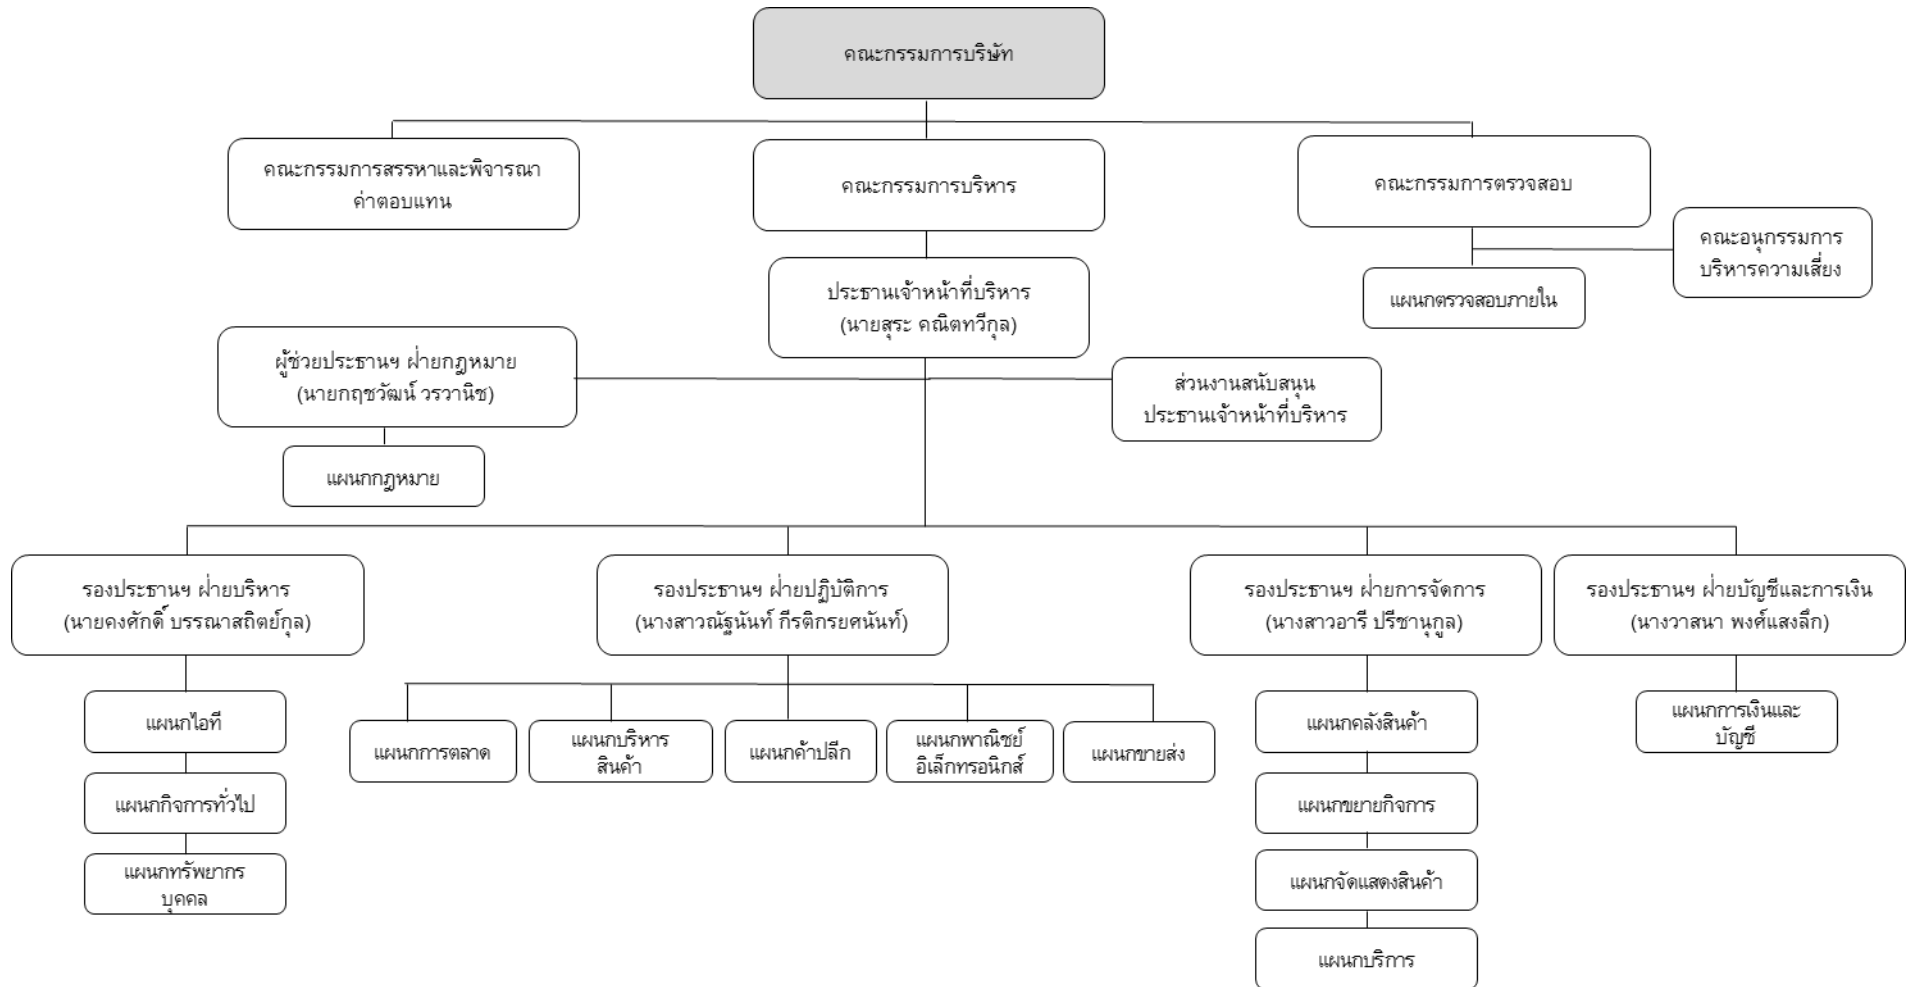 คณะกรรมการบริษัท
คณะกรรมการสรรหาและพิจารณา
ค่าตอบแทน
คณะกรรมการบริหาร
คณะกรรมการตรวจสอบ
คณะอนุกรรมการ
บริหารความเสี่ยง
แผนกตรวจสอบภายใน
ประธานเจ้าหน้าที่บริหาร
(นายสุระ คณิตทวีกุล)
ผู้ช่วยประธานฯ ฝ่ายกฎหมาย
(นายกฤชวัฒน์ วรวานิช)
ส่วนงานสนับสนุน
ประธานเจ้าหน้าที่บริหาร
แผนกกฎหมาย
รองประธานฯ ฝ่ายบริหาร
(นายคงศักดิ์ บรรณาสถิตย์กุล)
รองประธานฯ ฝ่ายปฏิบัติการ
(นางสาวณัฐนันท์ กีรติกรยศนันท์)
รองประธานฯ ฝ่ายการจัดการ
(นางสาวอารี ปรีชานุกูล)
รองประธานฯ ฝ่ายบัญชีและการเงิน
(นางวาสนา พงศ์แสงลึก)
แผนกไอที
แผนกกิจการทั่วไป
แผนกทรัพยากร
บุคคล
แผนกการตลาด
แผนกบริหาร
สินค้า
แผนกค้าปลีก
แผนกพาณิชย์
อิเล็กทรอนิกส์
แผนกขายส่ง
แผนกคลังสินค้า
แผนกขยายกิจการ
แผนกจัดแสดงสินค้า
แผนกบริการ
แผนกการเงินและ
บัญชี